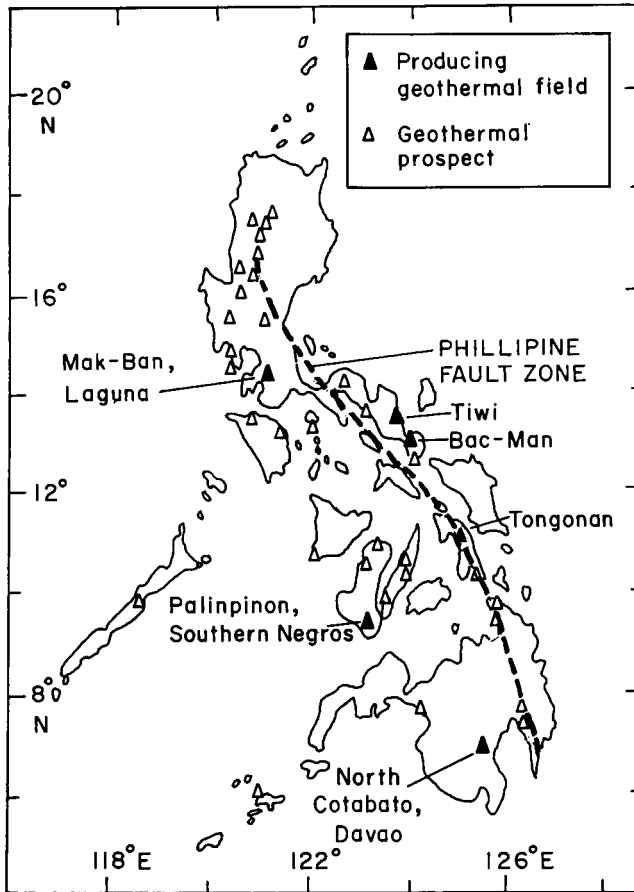 Producing
geothermal field
Geothermal
prospect
20°
N
16°
12°
8°
N
Mak-Ban,
Laguna
PHILLIPINE
FAULT ZONE
Tiwi
Bac-Man
Tongonan
Palinpinon,
Southern Negros
North
Cotabato,
Davao
118°E
122°
126°E